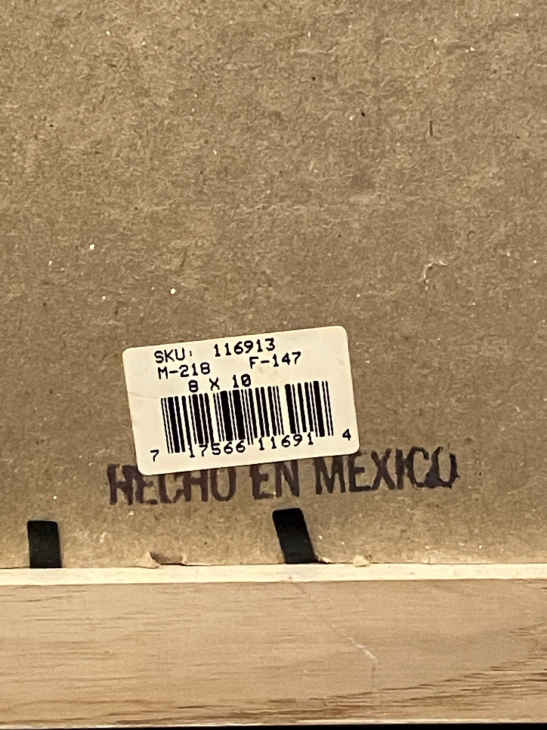 SKU: 116913
M-218 F-147
8 X 10
7 17566 11691 4
HECHO EN MEXICO